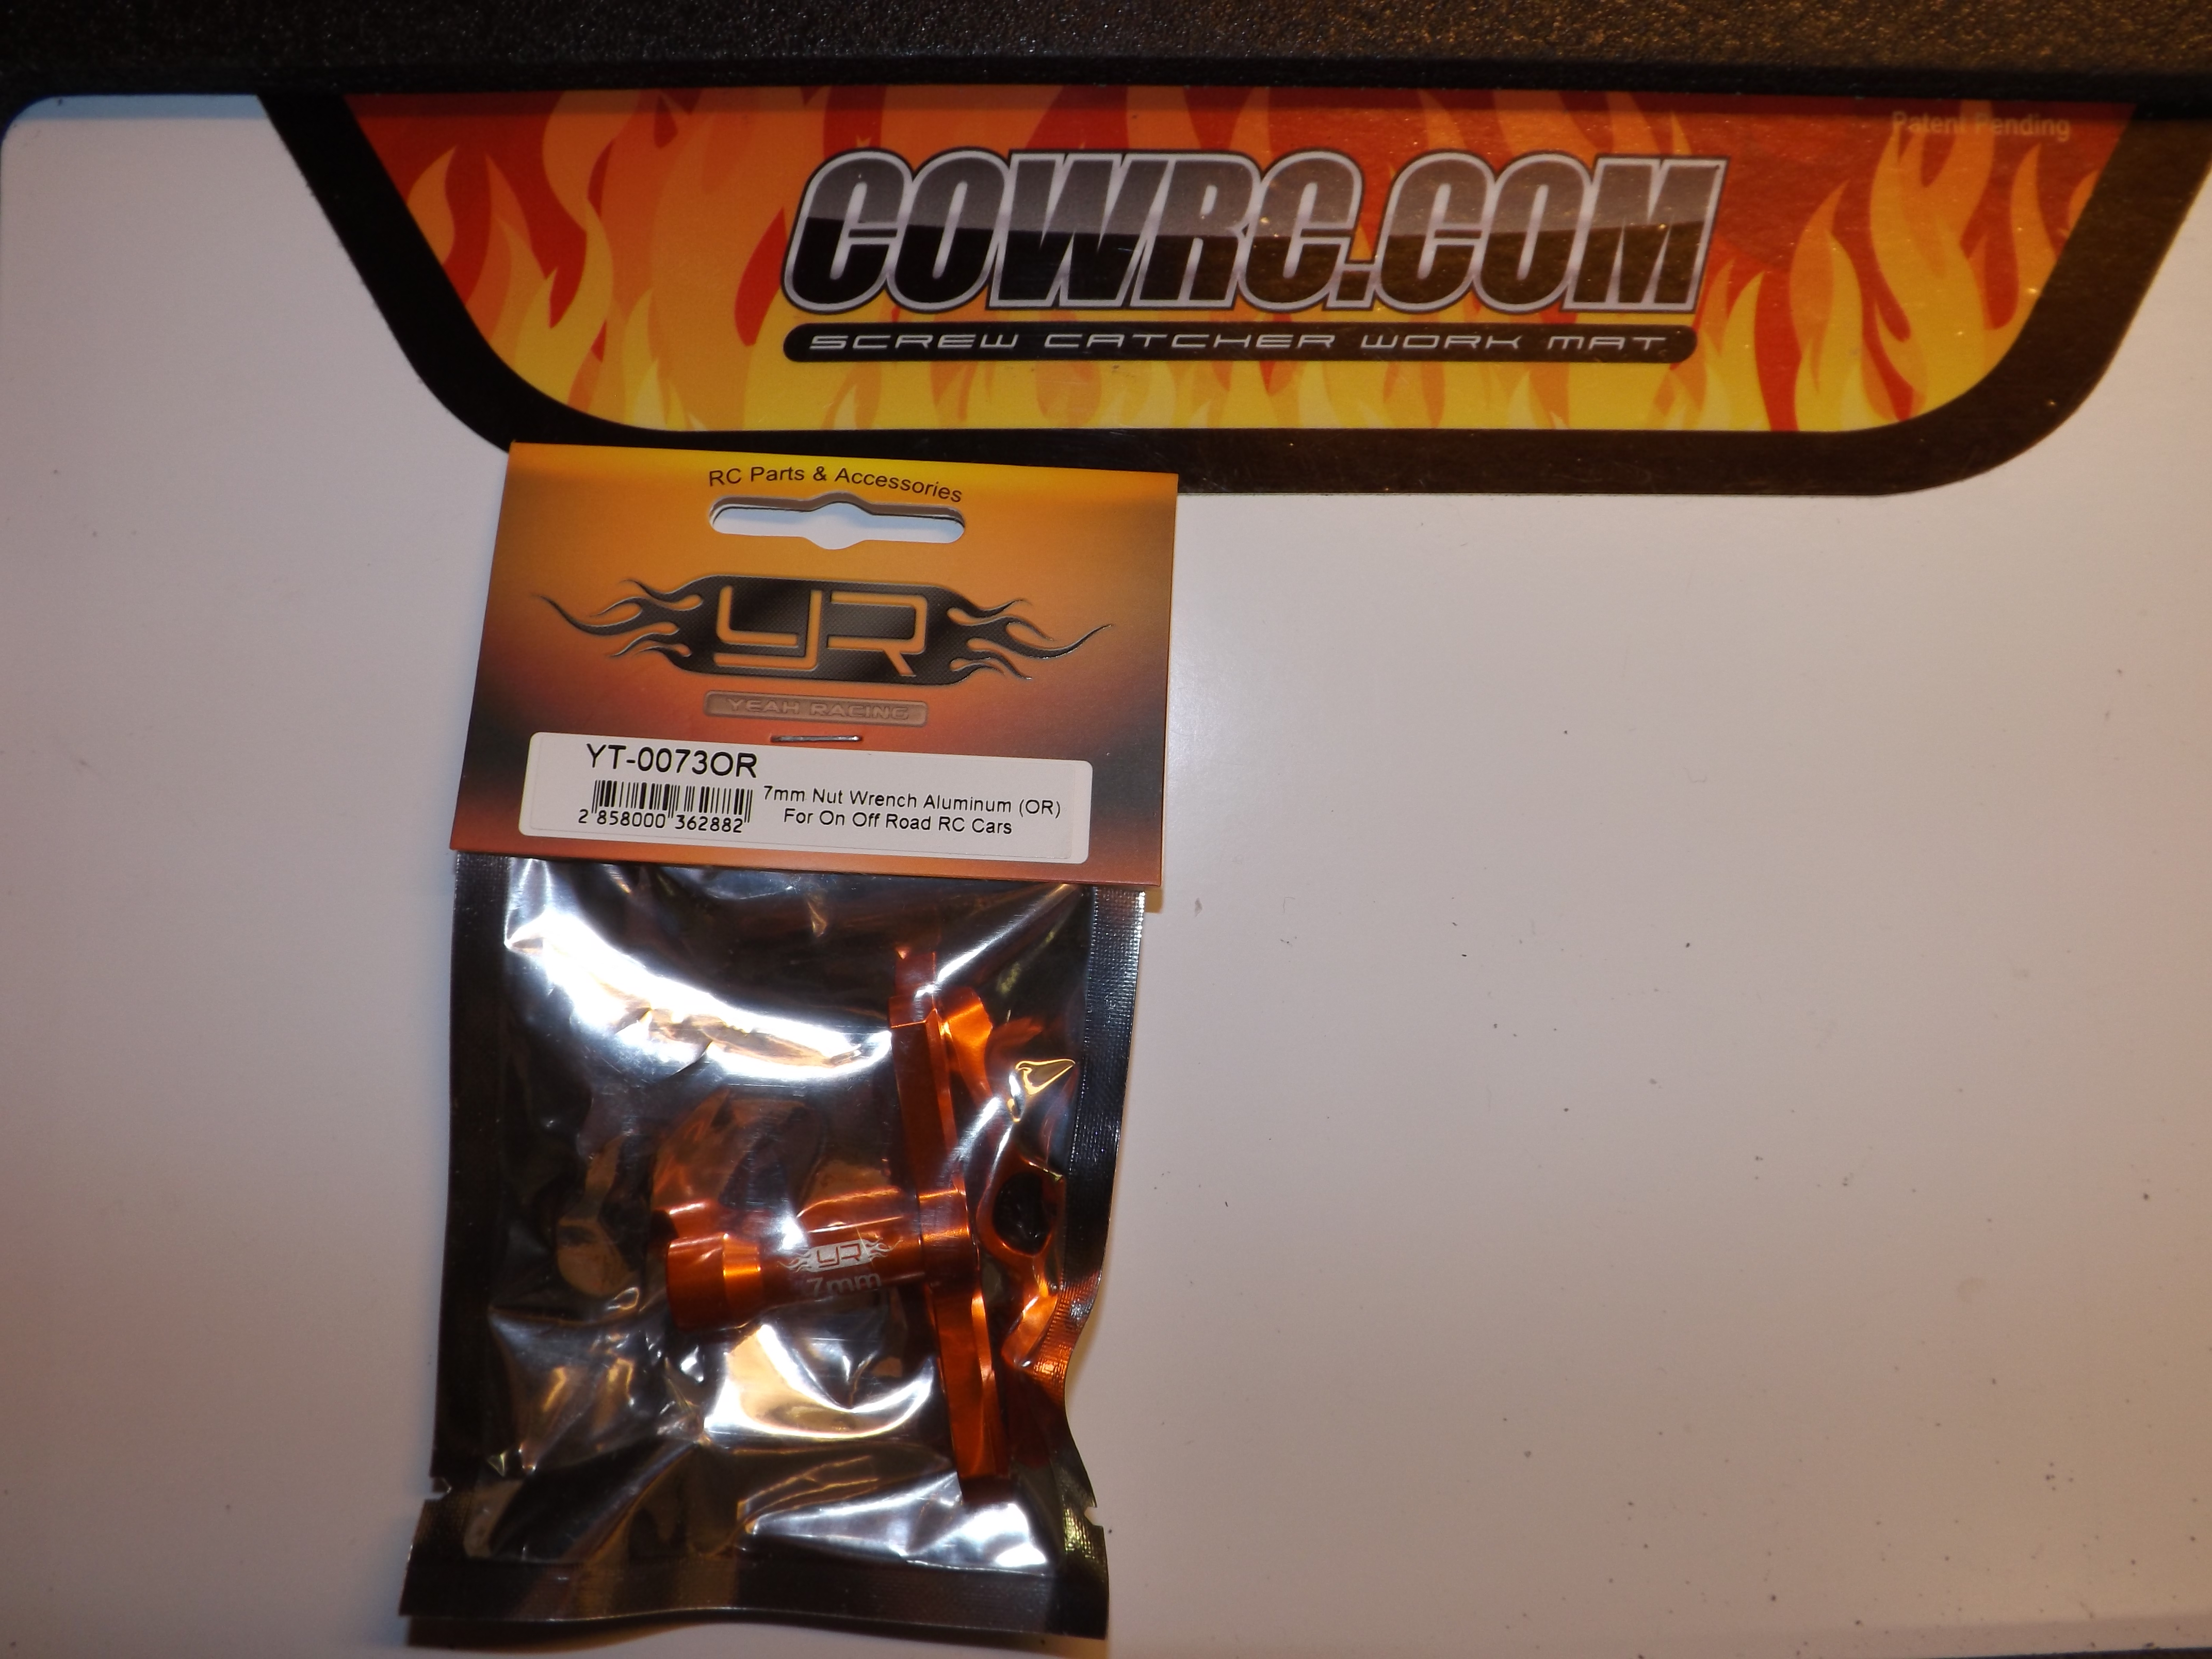 Patent Pending
COWRC.COM
SCREW CATCHER WORK MAT
RC Parts & Accessories
YR
YEAH RACING
YT-0073OR
7mm Nut Wrench Aluminum (OR)
2 858000 362882
For On Off Road RC Cars
YR
7mm